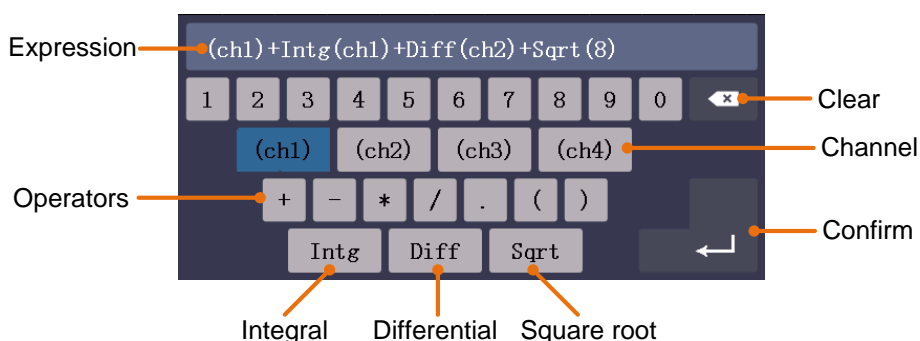 Expression (ch1)+Intg(ch1)+Diff(ch2)+Sqrt(8)
1 2 3 4 5 6 7 8 9 0 Clear
(ch1) (ch2) (ch3) (ch4) Channel
Operators + - * / . ( )
Confirm
Intg Diff Sqrt
Integral Differential Square root